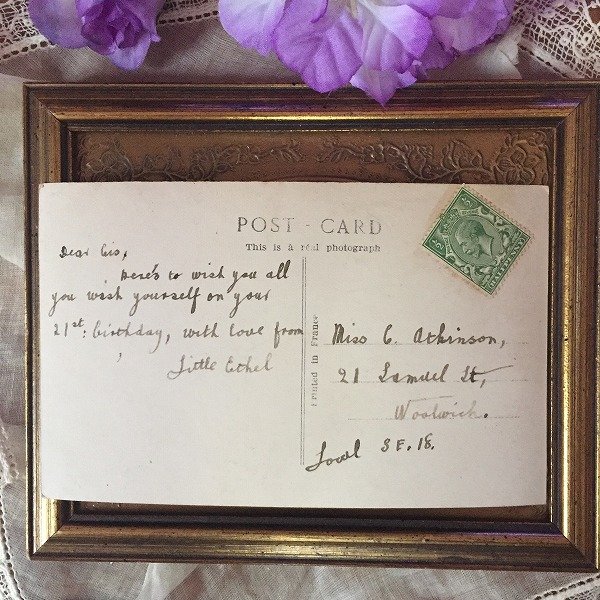 POST - CARD
This is a real photograph
Dear Cis,
Here's to wish you all
you wish yourself on your
21st: birthday, with love from
Little Ethel
Printed in France
Miss C. Atkinson,
21 Samuel St,
Woolwich.
Local S E. 18.